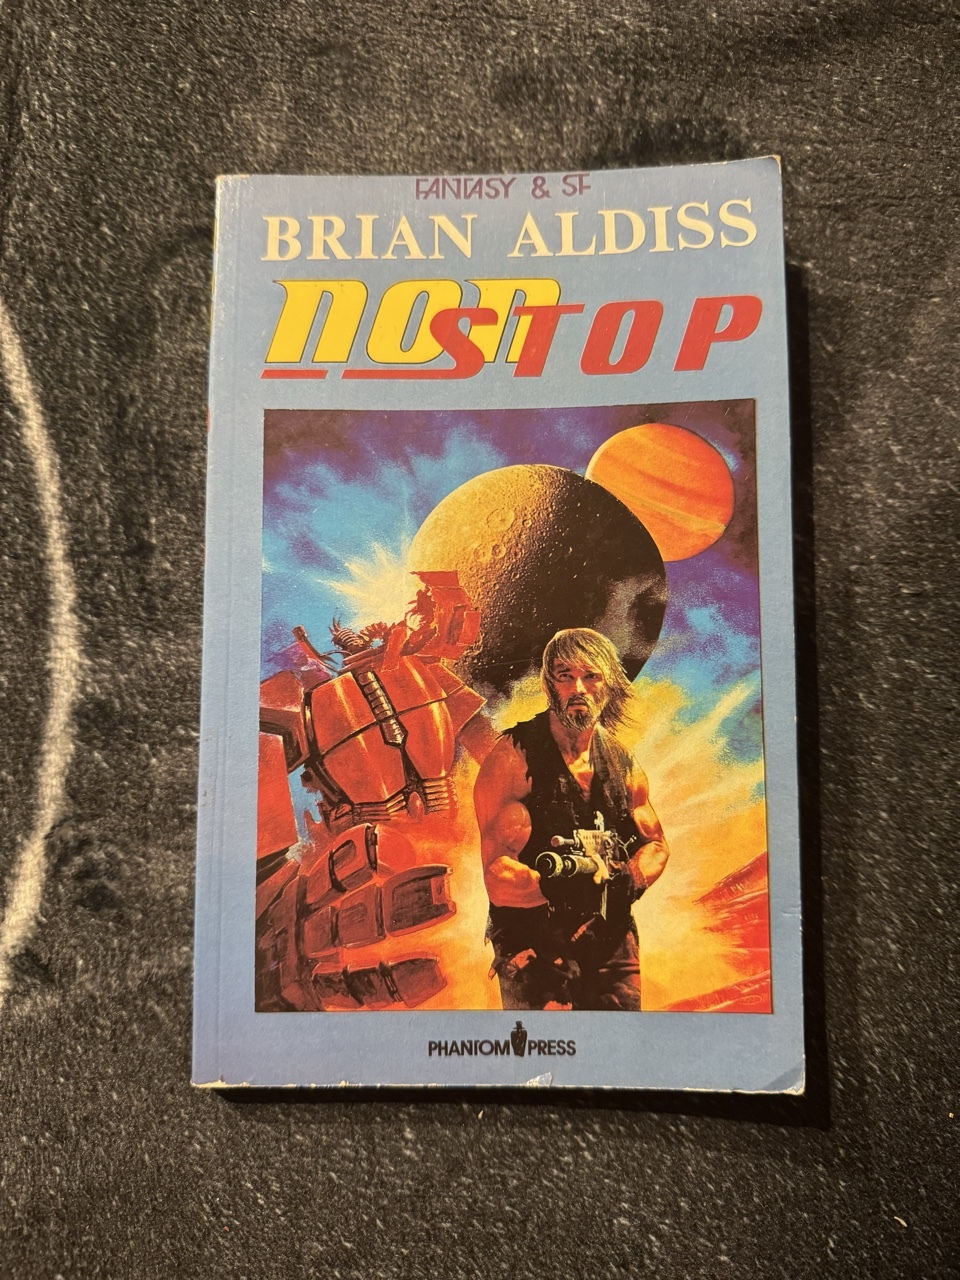 FANTASY & SF
BRIAN ALDISS
non
STOP
PHANTOM PRESS